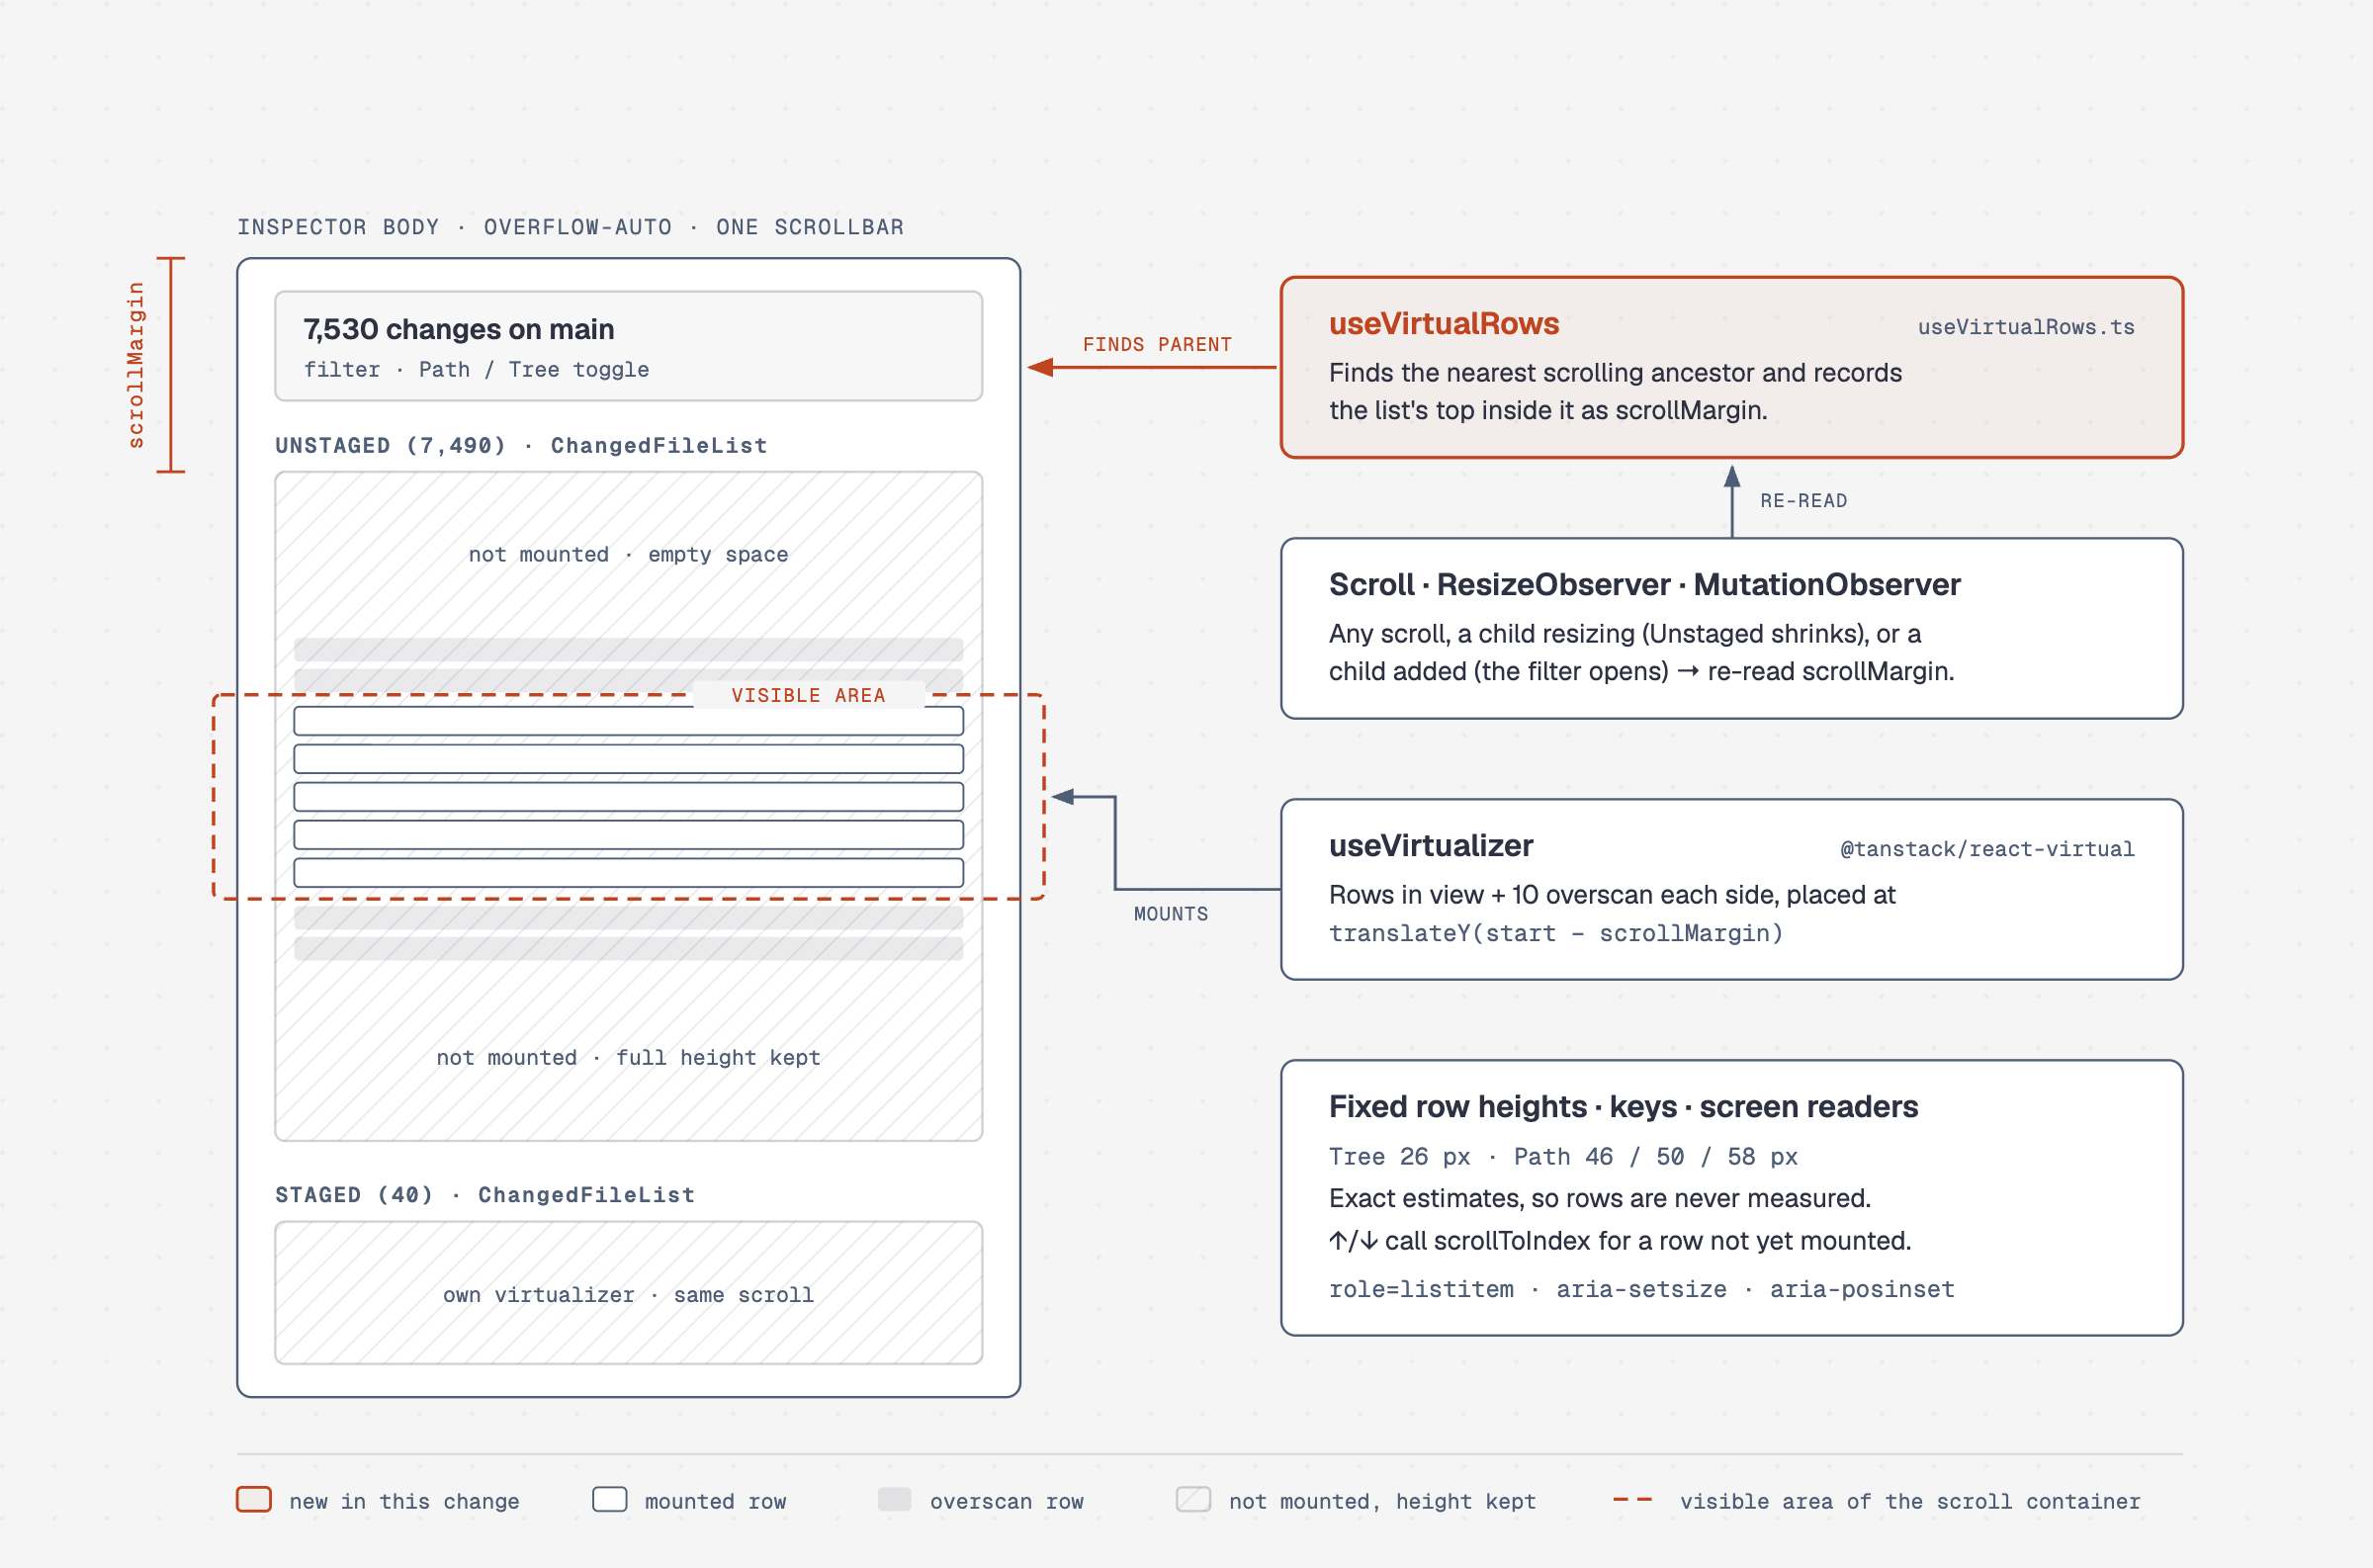 INSPECTOR BODY · OVERFLOW-AUTO · ONE SCROLLBAR
scrollMargin
7,530 changes on main
filter · Path / Tree toggle
UNSTAGED (7,490) · ChangedFileList
not mounted · empty space
VISIBLE AREA
not mounted · full height kept
STAGED (40) · ChangedFileList
own virtualizer · same scroll
FINDS PARENT
useVirtualRows
useVirtualRows.ts
Finds the nearest scrolling ancestor and records
the list's top inside it as scrollMargin.
RE-READ
Scroll · ResizeObserver · MutationObserver
Any scroll, a child resizing (Unstaged shrinks), or a
child added (the filter opens) → re-read scrollMargin.
MOUNTS
useVirtualizer
@tanstack/react-virtual
Rows in view + 10 overscan each side, placed at
translateY(start − scrollMargin)
Fixed row heights · keys · screen readers
Tree 26 px · Path 46 / 50 / 58 px
Exact estimates, so rows are never measured.
↑/↓ call scrollToIndex for a row not yet mounted.
role=listitem · aria-setsize · aria-posinset
new in this change
mounted row
overscan row
not mounted, height kept
visible area of the scroll container